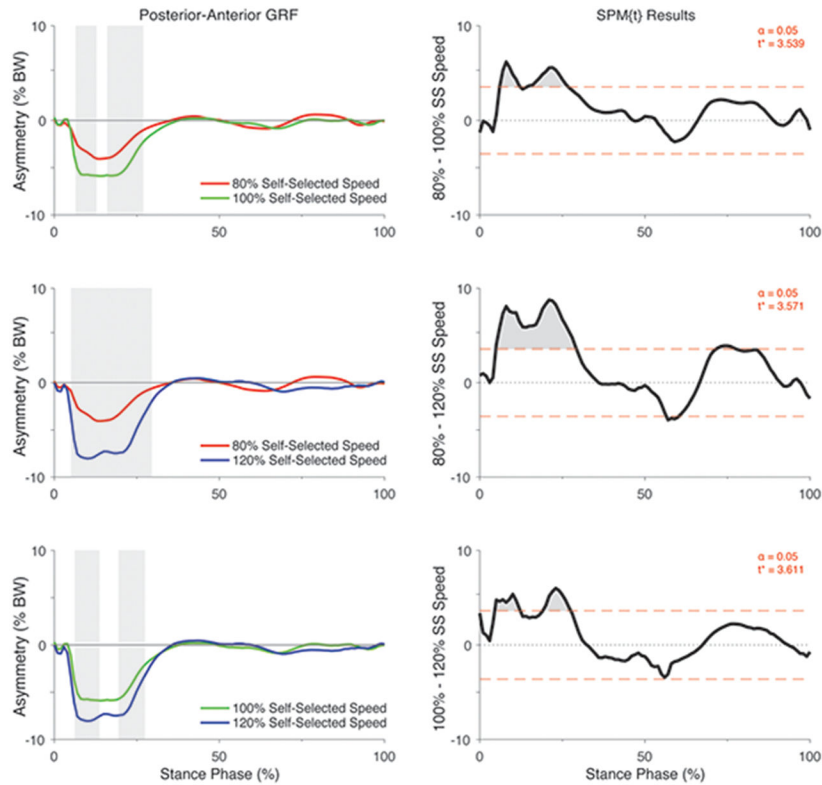 Posterior-Anterior GRF
SPM{t} Results
10
0
-10
Asymmetry (% BW)
80% Self-Selected Speed
100% Self-Selected Speed
0
50
100
10
0
-10
80% - 100% SS Speed
α = 0.05
t* = 3.539
0
50
100
10
0
-10
Asymmetry (% BW)
80% Self-Selected Speed
120% Self-Selected Speed
0
50
100
10
0
-10
80% - 120% SS Speed
α = 0.05
t* = 3.571
0
50
100
10
0
-10
Asymmetry (% BW)
100% Self-Selected Speed
120% Self-Selected Speed
0
50
100
Stance Phase (%)
10
0
-10
100% - 120% SS Speed
α = 0.05
t* = 3.611
0
50
100
Stance Phase (%)